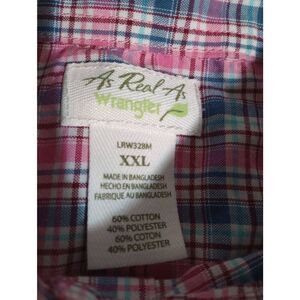 As Real As
Wrangler
LRW328M
XXL
MADE IN BANGLADESH
HECHO EN BANGLADESH
FABRIQUE AU BANGLADESH
60% COTTON
40% POLYESTER
60% COTON
40% POLYESTER